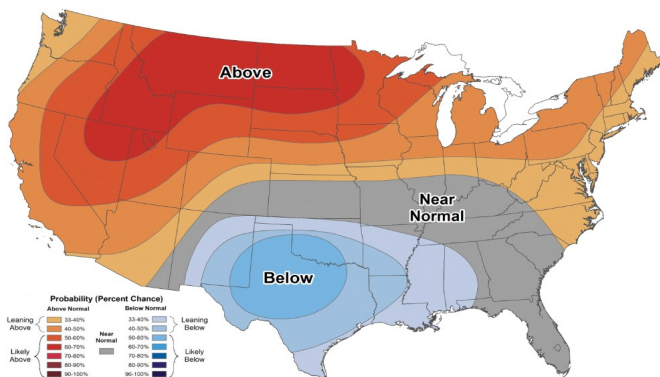 Above
Near
Normal
Below
Probability (Percent Chance)
Above Normal Below Normal
Leaning
Above
Likely
Above
33-40%
40-50%
50-60%
60-70%
70-80%
80-90%
90-100%
Near
Normal
33-40%
40-50%
50-60%
60-70%
70-80%
80-90%
90-100%
Leaning
Below
Likely
Below